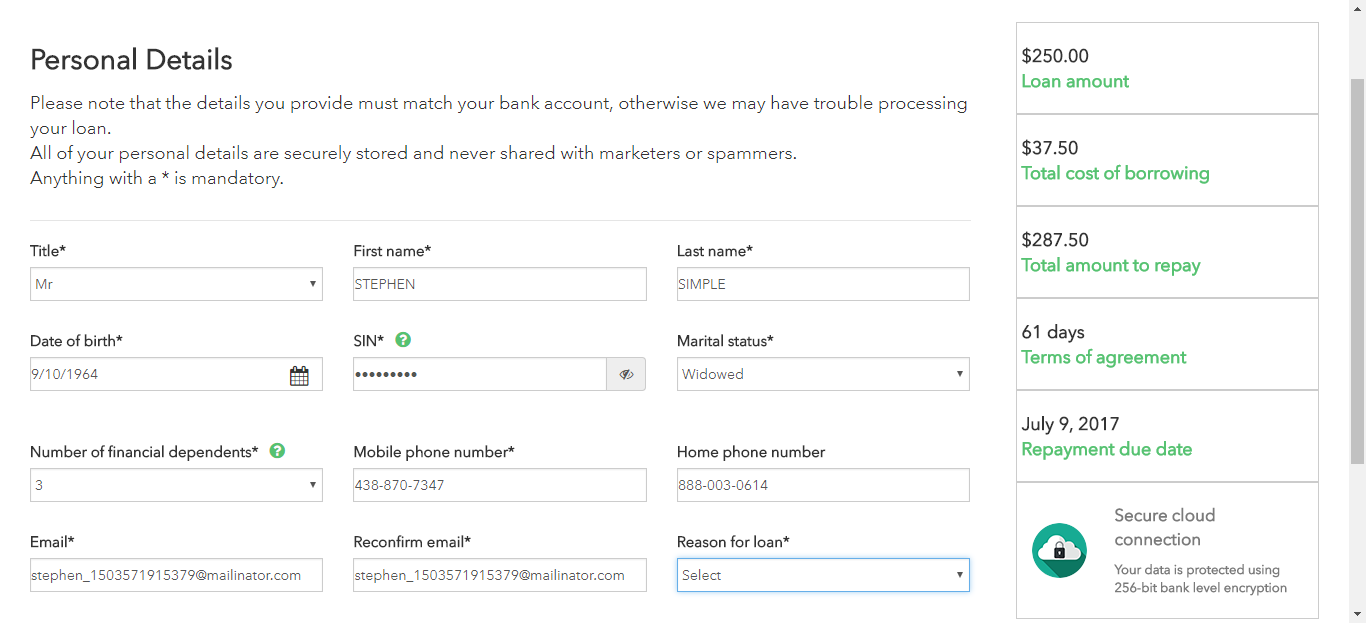 Personal Details
Please note that the details you provide must match your bank account, otherwise we may have trouble processing
your loan.
All of your personal details are securely stored and never shared with marketers or spammers.
Anything with a * is mandatory.
Title*
First name*
Last name*
Mr
STEPHEN
SIMPLE
Date of birth*
SIN* ?
Marital status*
9/10/1964
•••••••••
Widowed
Number of financial dependents* ?
Mobile phone number*
Home phone number
3
438-870-7347
888-003-0614
Email*
Reconfirm email*
Reason for loan*
stephen_1503571915379@mailinator.com
stephen_1503571915379@mailinator.com
Select
$250.00
Loan amount
$37.50
Total cost of borrowing
$287.50
Total amount to repay
61 days
Terms of agreement
July 9, 2017
Repayment due date
Secure cloud
connection
Your data is protected using
256-bit bank level encryption